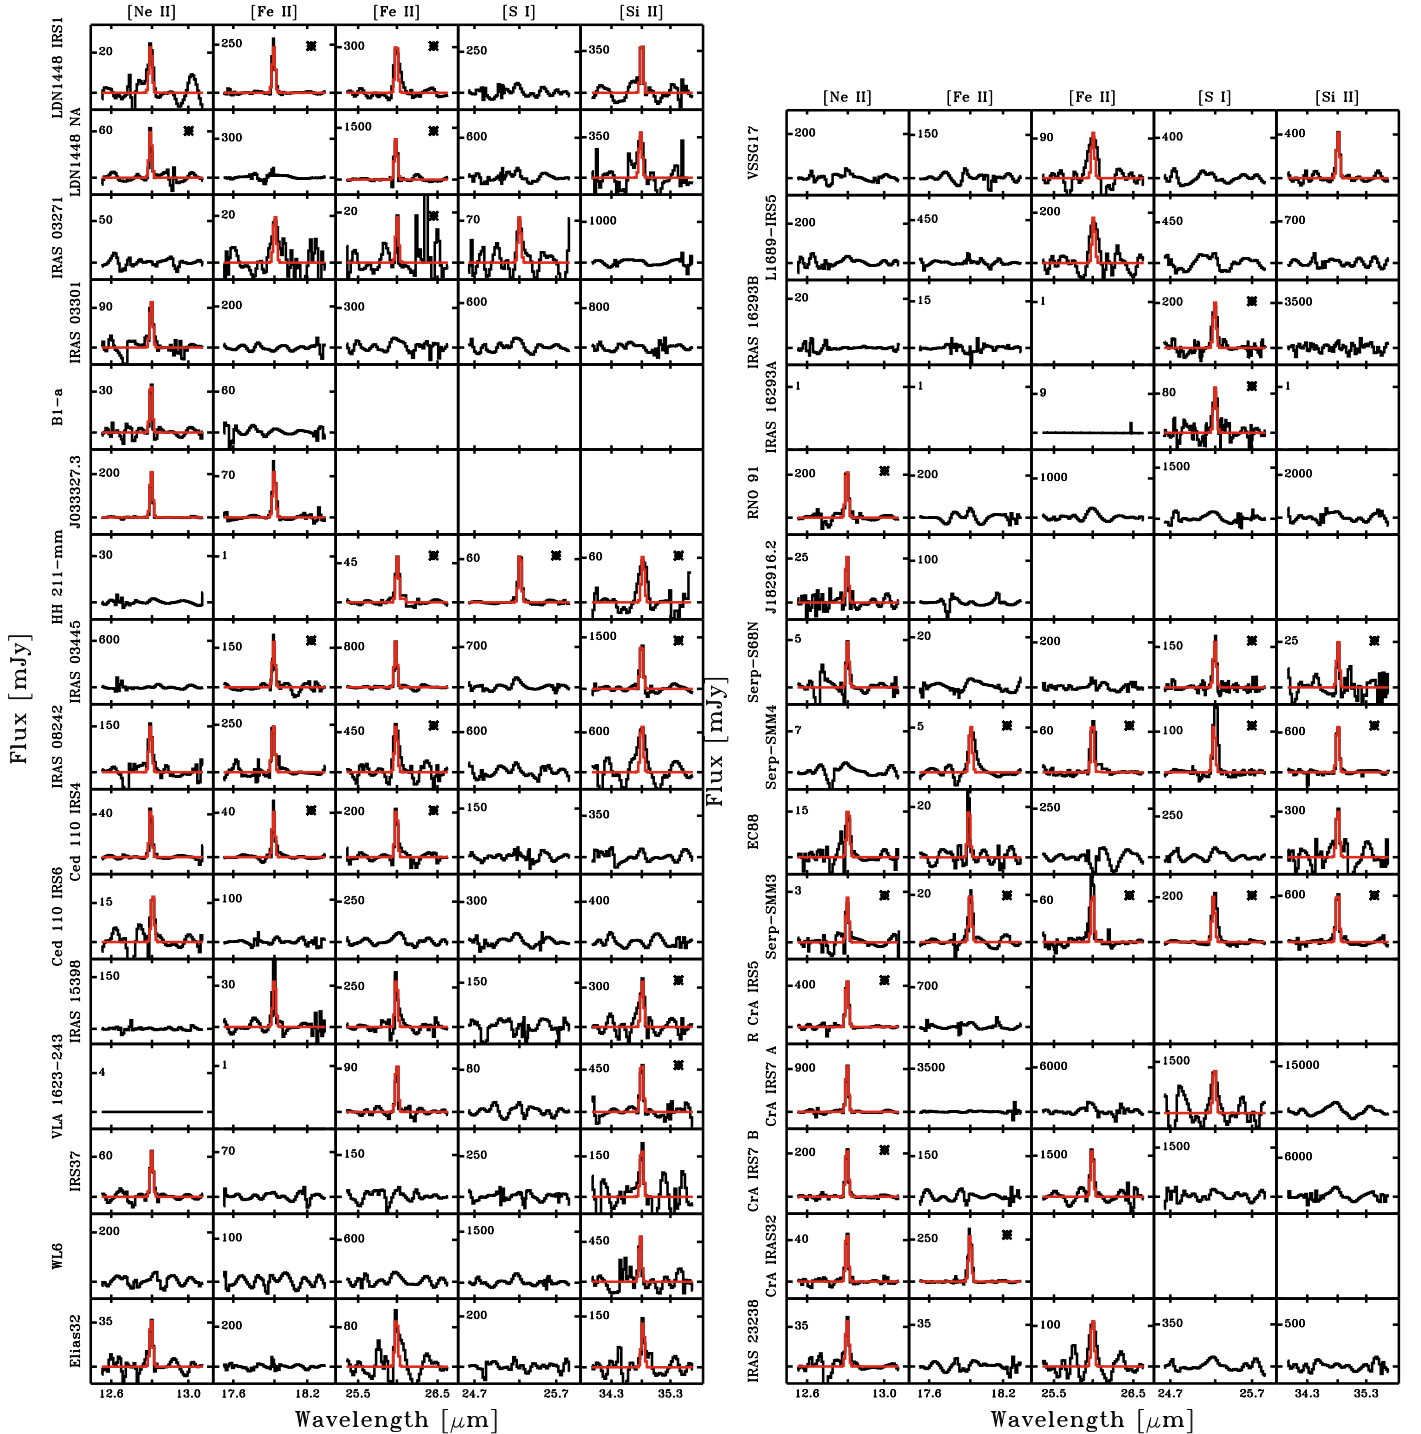 [Ne II] [Fe II] [Fe II] [S I] [Si II]
LDN1448 IRS1 20 250 300 250 350
LDN1448 NA 60 300 1500 600 350
IRAS 03271 50 20 20 70 1000
IRAS 03301 90 200 300 600 800
B1-a 30 60
J033327.3 200 70
HH 211-mm 30 1 45 60 60
IRAS 03445 600 150 800 700 1500
IRAS 08242 150 250 450 600 600
Ced 110 IRS4 40 40 200 150 350
Ced 110 IRS6 15 100 250 300 400
IRAS 15398 150 30 250 150 300
VLA 1623-243 4 1 90 80 450
IRS37 60 70 150 250 150
WL6 200 100 600 1500 450
Elias32 35 200 80 200 150
12.6 13.0 17.6 18.2 25.5 26.5 24.7 25.7 34.3 35.3
Wavelength [μm]
Flux [mJy]
[Ne II] [Fe II] [Fe II] [S I] [Si II]
VSSG17 200 150 90 400 400
L1689-IRS5 200 450 200 450 700
IRAS 16293B 20 15 1 200 3500
IRAS 16293A 1 1 9 80 1
RNO 91 200 200 1000 1500 2000
J182916.2 25 100
Serp-S68N 5 20 200 150 25
Serp-SMM4 7 5 60 100 600
EC88 15 20 250 250 300
Serp-SMM3 3 20 60 200 600
R CrA IRS5 400 700
CrA IRS7 A 900 3500 6000 1500 15000
CrA IRS7 B 200 150 1500 1500 6000
CrA IRAS32 40 250
IRAS 23238 35 35 100 350 500
12.6 13.0 17.6 18.2 25.5 26.5 24.7 25.7 34.3 35.3
Wavelength [μm]
Flux [mJy]